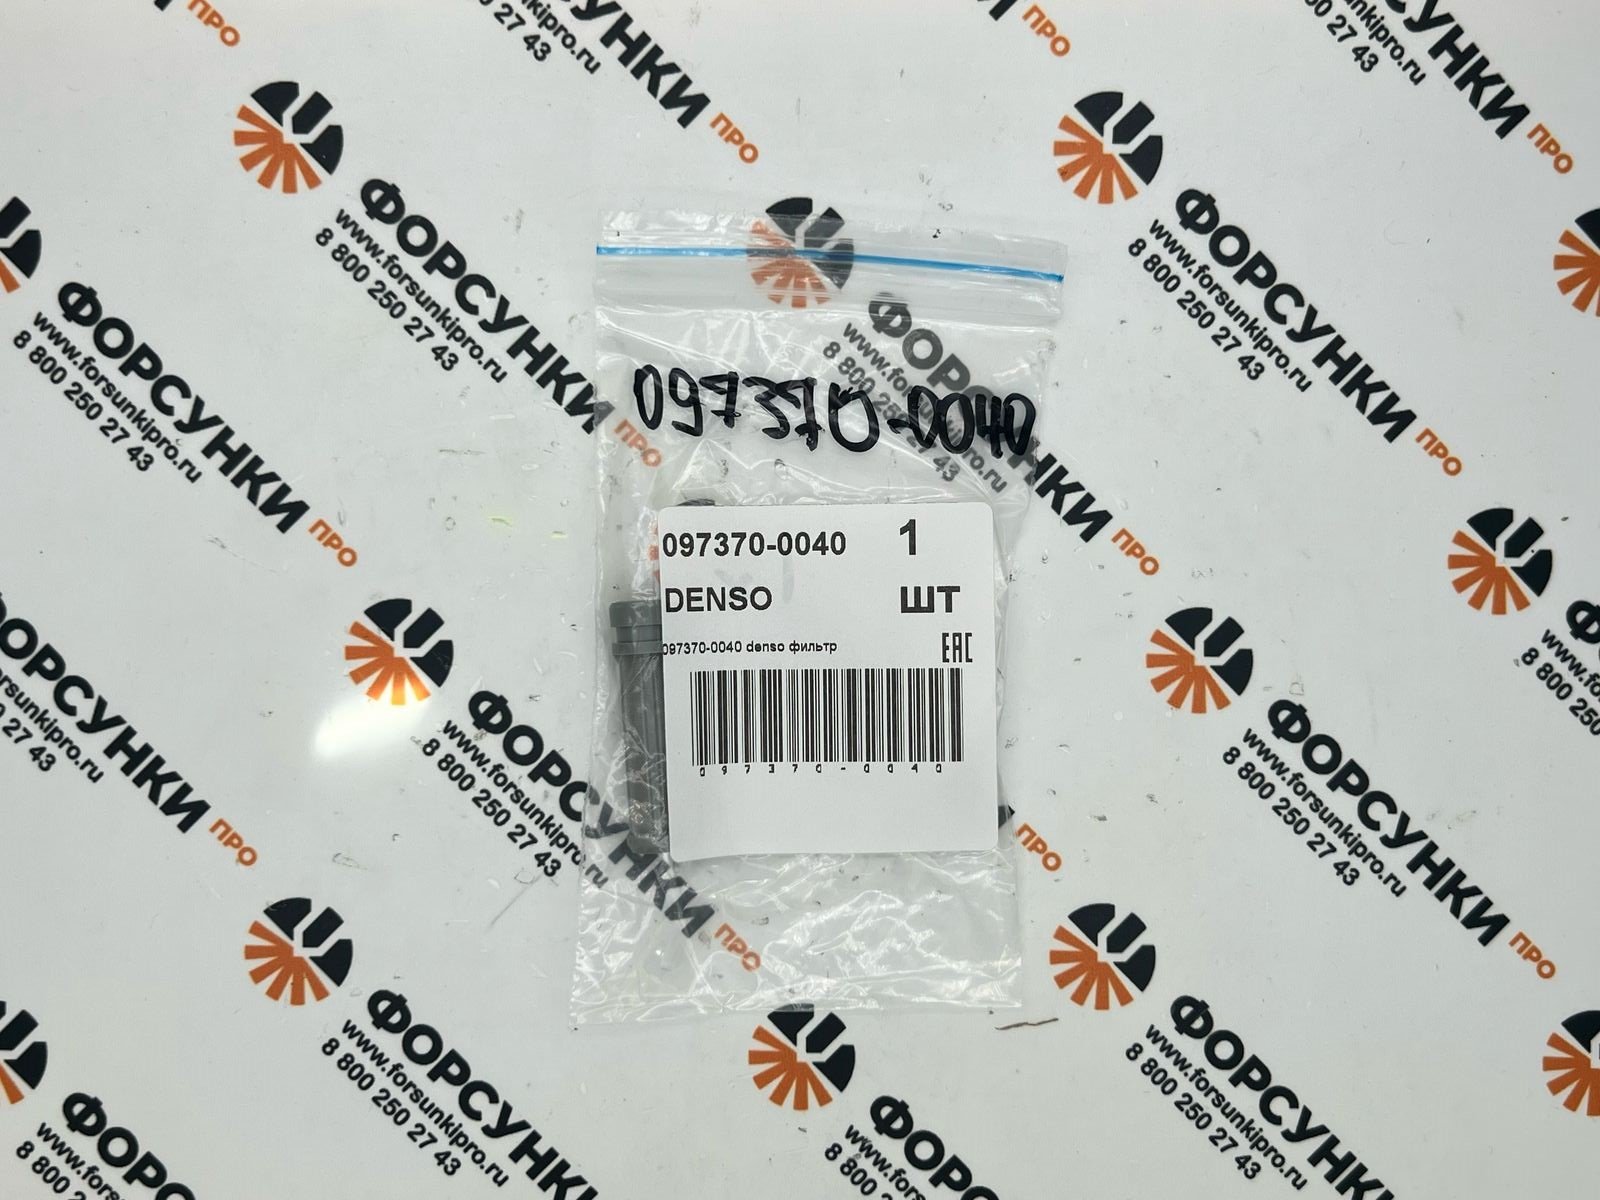 097370-0040
097370-0040 1
DENSO шт
097370-0040 denso фильтр EAC
097370-0040
ФОРСУНКИ ПРО
www.forsunkipro.ru
8 800 250 27 43